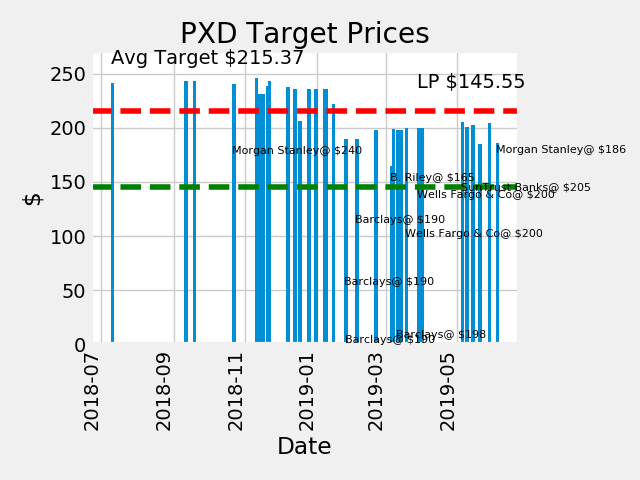 PXD Target Prices
Avg Target $215.37
LP $145.55
250
200
150
100
50
0
$
Morgan Stanley@ $240
Morgan Stanley@ $186
B. Riley@ $165
SunTrust Banks@ $205
Wells Fargo & Co@ $200
Barclays@ $190
Wells Fargo & Co@ $200
Barclays@ $190
Barclays@ $198
Barclays@ $190
2018-07
2018-09
2018-11
2019-01
2019-03
2019-05
Date